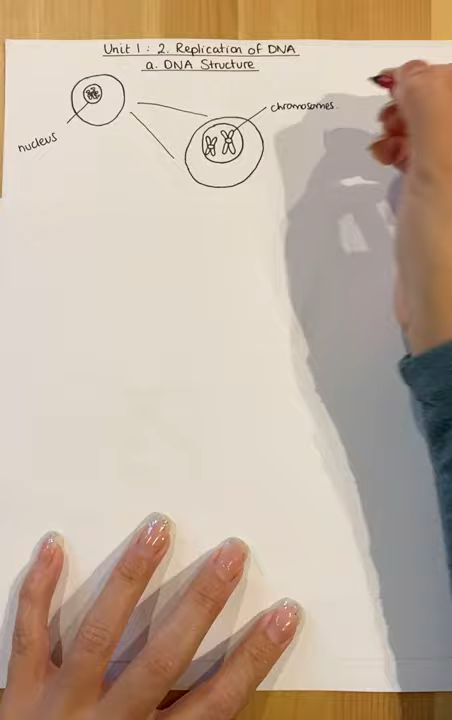 Unit 1 : 2. Replication of DNA
a. DNA Structure
chromosomes.
nucleus